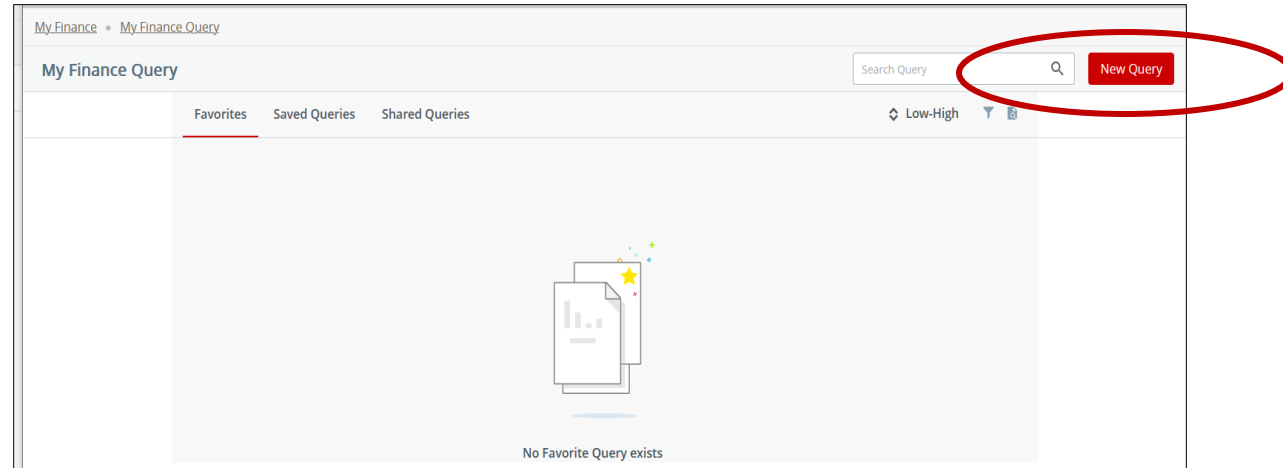 My Finance • My Finance Query
My Finance Query
Search Query
New Query
Favorites Saved Queries Shared Queries
Low-High
No Favorite Query exists